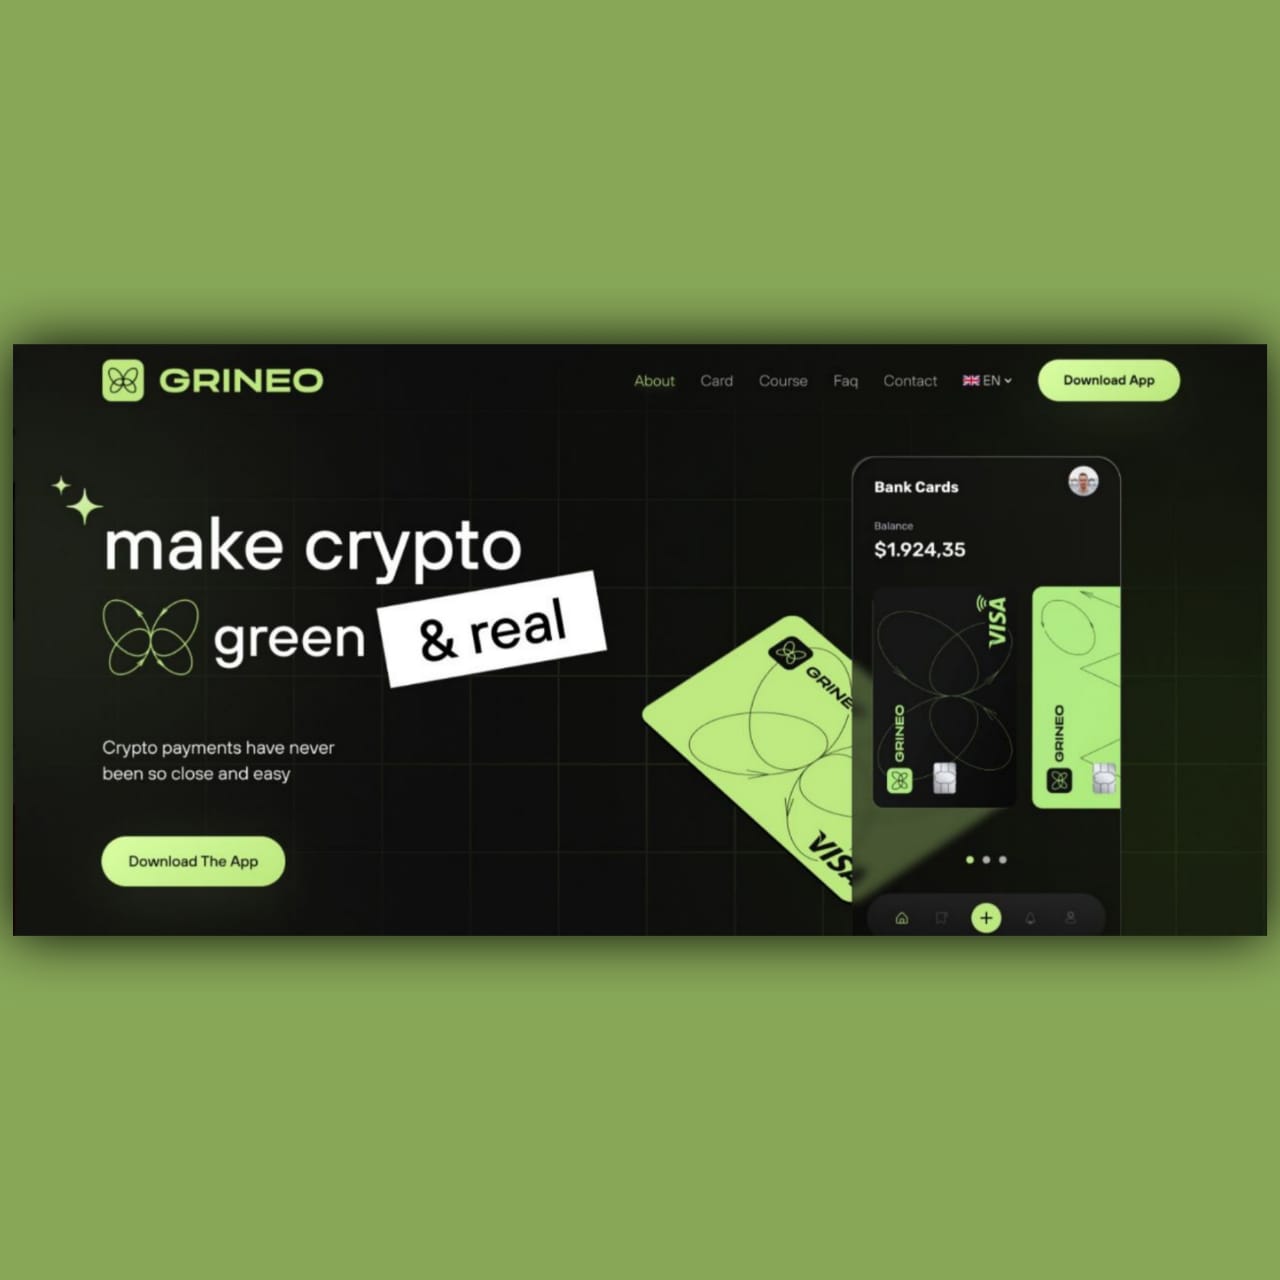 GRINEO
About Card Course Faq Contact EN Download App
make crypto
green & real
Crypto payments have never
been so close and easy
Download The App
Bank Cards
Balance
$1.924,35
VISA
GRINEO
GRINEO
GRINEO
VISA